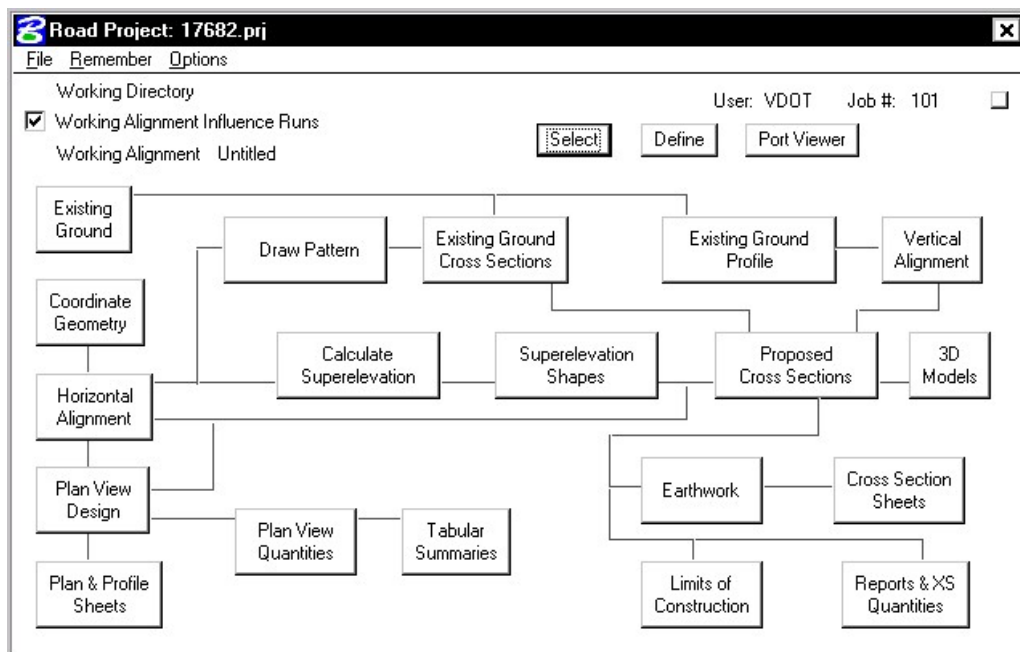 Road Project: 17682.prj
File Remember Options
Working Directory
User: VDOT Job #: 101
Working Alignment Influence Runs
Select Define Port Viewer
Working Alignment Untitled
Existing
Ground
Draw Pattern
Existing Ground
Cross Sections
Existing Ground
Profile
Vertical
Alignment
Coordinate
Geometry
Calculate
Superelevation
Superelevation
Shapes
Proposed
Cross Sections
3D
Models
Horizontal
Alignment
Plan View
Design
Earthwork
Cross Section
Sheets
Plan View
Quantities
Tabular
Summaries
Plan & Profile
Sheets
Limits of
Construction
Reports & XS
Quantities